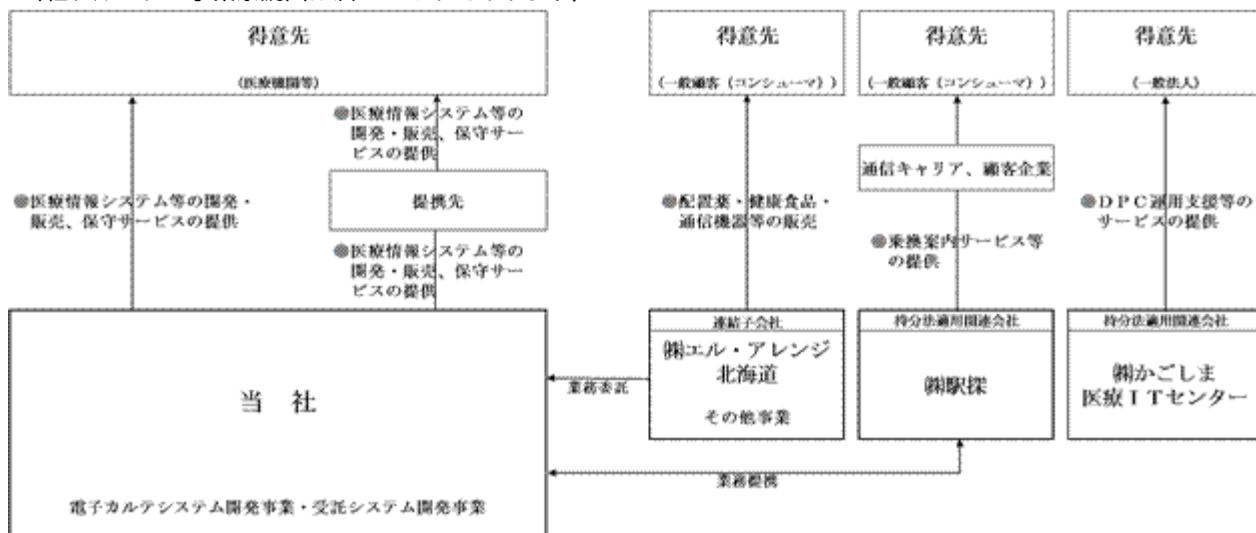 得意先
(医療機関等)
得意先
(一般顧客(コンシューマ))
得意先
(一般顧客(コンシューマ))
得意先
(一般法人)
●医療情報システム等の
開発・販売、保守サー
ビスの提供
通信キャリア、顧客企業
●医療情報システム等の開発・
販売、保守サービスの提供
提携先
●配置薬・健康食品・
通信機器等の販売
●DPC運用支援等の
サービスの提供
●乗換案内サービス等
の提供
●医療情報システム等の
開発・販売、保守サー
ビスの提供
連結子会社
㈱エル・アレンジ
北海道
その他事業
持分法適用関連会社
㈱駅探
持分法適用関連会社
㈱かごしま
医療ITセンター
業務委託
当 社
業務提携
電子カルテシステム開発事業・受託システム開発事業